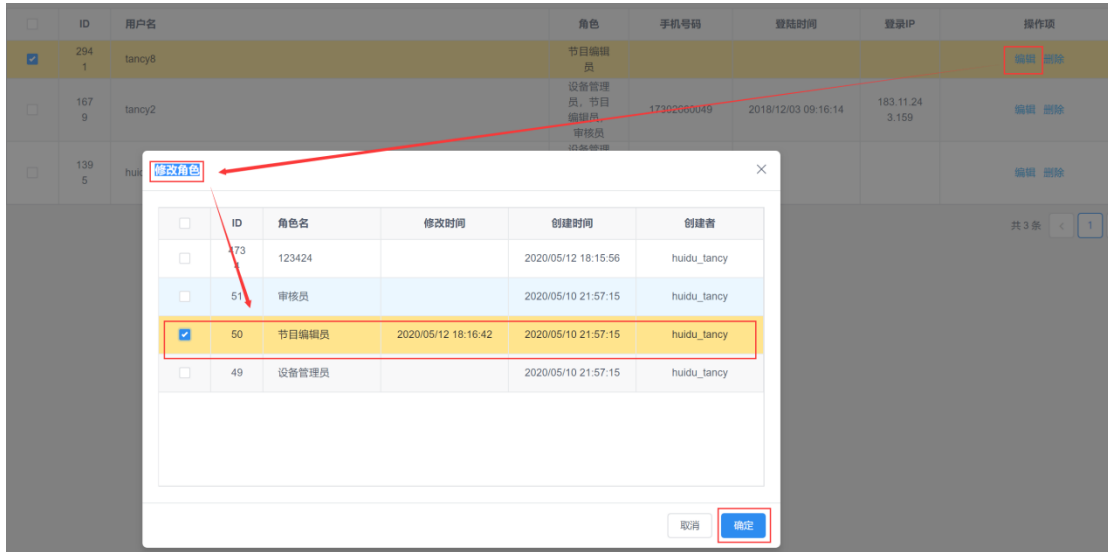 ID 用户名 角色 手机号码 登陆时间 登录IP 操作项
294
1
tancy8
节目编辑
员
编辑 删除
167
9
tancy2
设备管理
员，节目
编辑员，
审核员
17302660049 2018/12/03 09:16:14
183.11.24
3.159
编辑 删除
139
5
huid
设备管理
编辑 删除
共 3 条 < 1
修改角色 ×
ID 角色名 修改时间 创建时间 创建者
473
123424 2020/05/12 18:15:56 huidu_tancy
51 审核员 2020/05/10 21:57:15 huidu_tancy
50 节目编辑员 2020/05/12 18:16:42 2020/05/10 21:57:15 huidu_tancy
49 设备管理员 2020/05/10 21:57:15 huidu_tancy
取消 确定